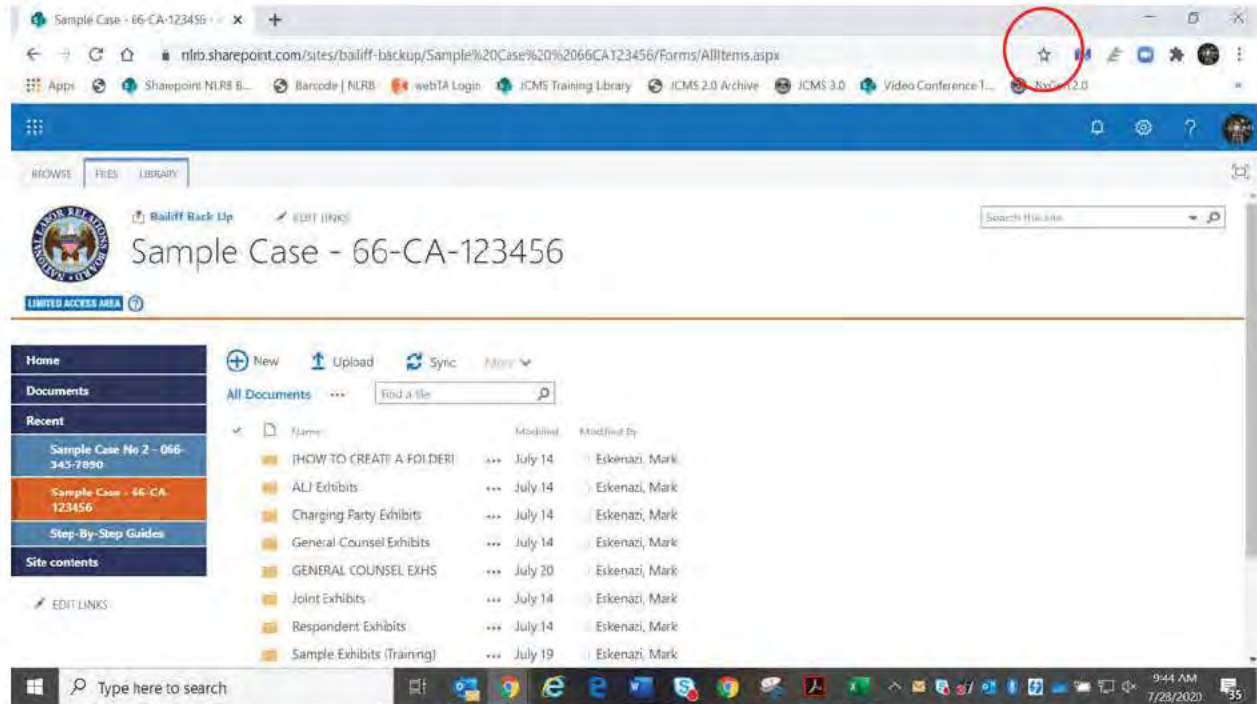 Sample Case - 66-CA-123456 -
nlrb.sharepoint.com/sites/bailiff-backup/Sample%20Case%20%2066CA123456/Forms/AllItems.aspx
Apps Sharepoint NLRB B... Barcode | NLRB webTA Login JCMS Training Library JCMS 2.0 Archive JCMS 3.0 Video Conference T... NxGen 2.0
BROWSE FILES LIBRARY
Bailiff Back Up EDIT LINKS
Search this site
Sample Case - 66-CA-123456
NATIONAL LABOR RELATIONS BOARD
LIMITED ACCESS AREA ?
Home
Documents
Recent
Sample Case No 2 - 066-
345-7890
Sample Case - 66-CA-
123456
Step-By-Step Guides
Site contents
EDIT LINKS
New Upload Sync More
All Documents ... Find a file
Name Modified Modified By
[HOW TO CREATE A FOLDER] ... July 14 Eskenazi, Mark
ALJ Exhibits ... July 14 Eskenazi, Mark
Charging Party Exhibits ... July 14 Eskenazi, Mark
General Counsel Exhibits ... July 14 Eskenazi, Mark
GENERAL COUNSEL EXHS ... July 20 Eskenazi, Mark
Joint Exhibits ... July 14 Eskenazi, Mark
Respondent Exhibits ... July 14 Eskenazi, Mark
Sample Exhibits (Training) ... July 19 Eskenazi, Mark
Type here to search
9:44 AM
7/28/2020
35